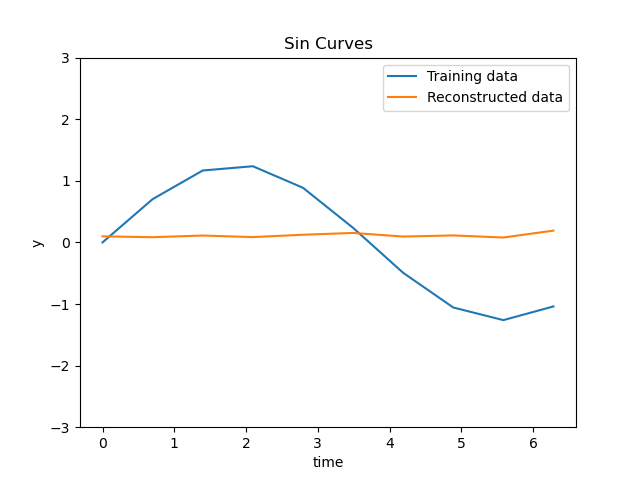 Sin Curves
Training data
Reconstructed data
3
2
1
0
−1
−2
−3
y
0 1 2 3 4 5 6
time